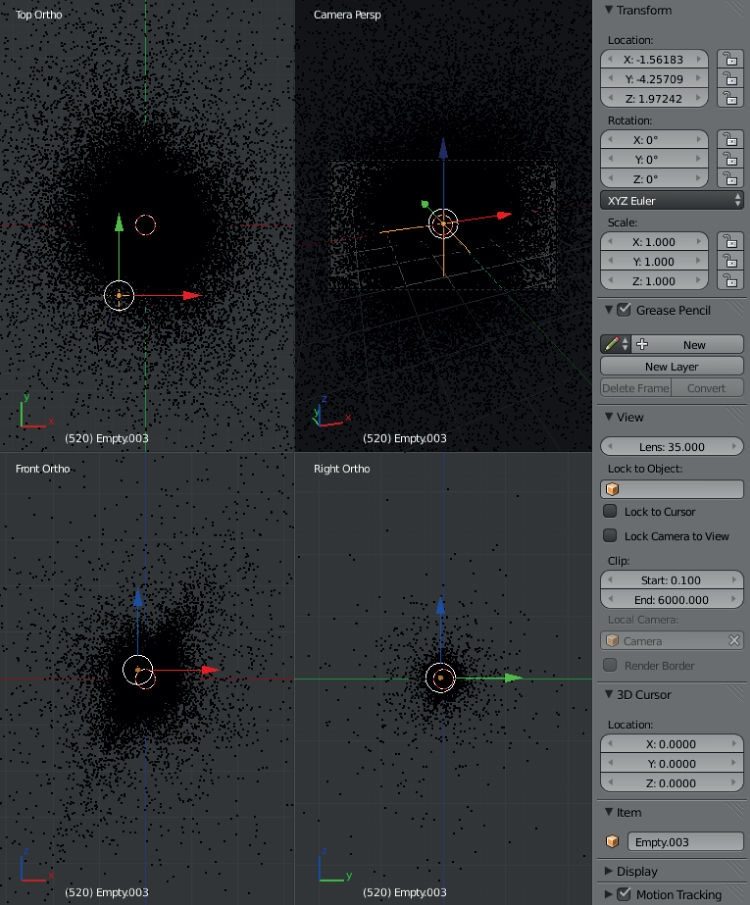 Top Ortho
Camera Persp
y
x
z
y
x
(520) Empty.003
(520) Empty.003
Front Ortho
Right Ortho
z
x
z
y
(520) Empty.003
(520) Empty.003
Transform
Location:
X: -1.56183
Y: -4.25709
Z: 1.97242
Rotation:
X: 0°
Y: 0°
Z: 0°
XYZ Euler
Scale:
X: 1.000
Y: 1.000
Z: 1.000
Grease Pencil
New
New Layer
Delete Frame Convert
View
Lens: 35.000
Lock to Object:
Lock to Cursor
Lock Camera to View
Clip:
Start: 0.100
End: 6000.000
Local Camera:
Camera
Render Border
3D Cursor
Location:
X: 0.0000
Y: 0.0000
Z: 0.0000
Item
Empty.003
Display
Motion Tracking